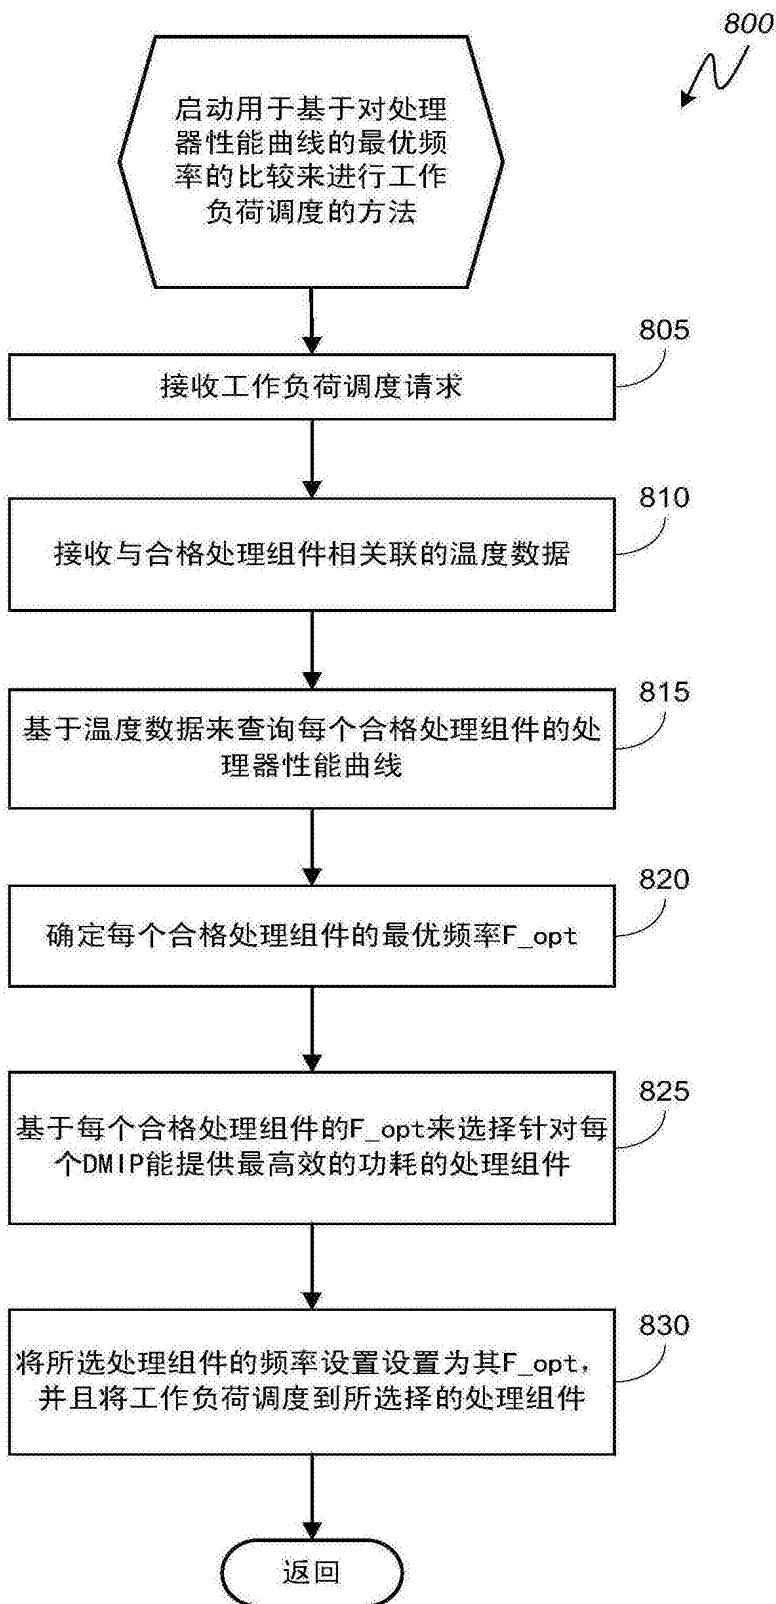 800
启动用于基于对处理
器性能曲线的最优频
率的比较来进行工作
负荷调度的方法
805
接收工作负荷调度请求
810
接收与合格处理组件相关联的温度数据
815
基于温度数据来查询每个合格处理组件的处
理器性能曲线
820
确定每个合格处理组件的最优频率F_opt
825
基于每个合格处理组件的F_opt来选择针对每
个DMIP能提供最高效的功耗的处理组件
830
将所选处理组件的频率设置设置为其F_opt，
并且将工作负荷调度到所选择的处理组件
返回